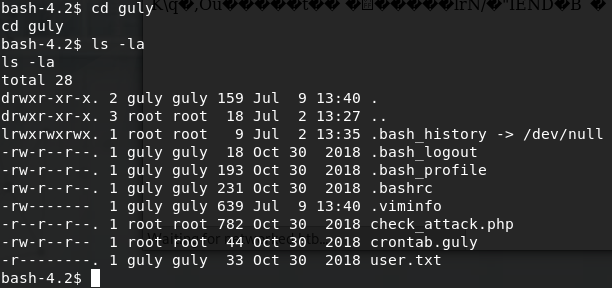 K\q�,Ou�����t�� �����IrN/�"IEND�B`�
bash-4.2$ cd guly
cd guly
bash-4.2$ ls -la
ls -la
total 28
drwxr-xr-x. 2 guly guly 159 Jul  9 13:40 .
drwxr-xr-x. 3 root root  18 Jul  2 13:27 ..
lrwxrwxrwx. 1 root root   9 Jul  2 13:35 .bash_history -> /dev/null
-rw-r--r--. 1 guly guly  18 Oct 30  2018 .bash_logout
-rw-r--r--. 1 guly guly 193 Oct 30  2018 .bash_profile
-rw-r--r--. 1 guly guly 231 Oct 30  2018 .bashrc
-rw-------  1 guly guly 639 Jul  9 13:40 .viminfo
-r--r--r--. 1 root root 782 Oct 30  2018 check_attack.php
-rw-r--r--  1 root root  44 Oct 30  2018 crontab.guly
-r--------. 1 guly guly  33 Oct 30  2018 user.txt
bash-4.2$